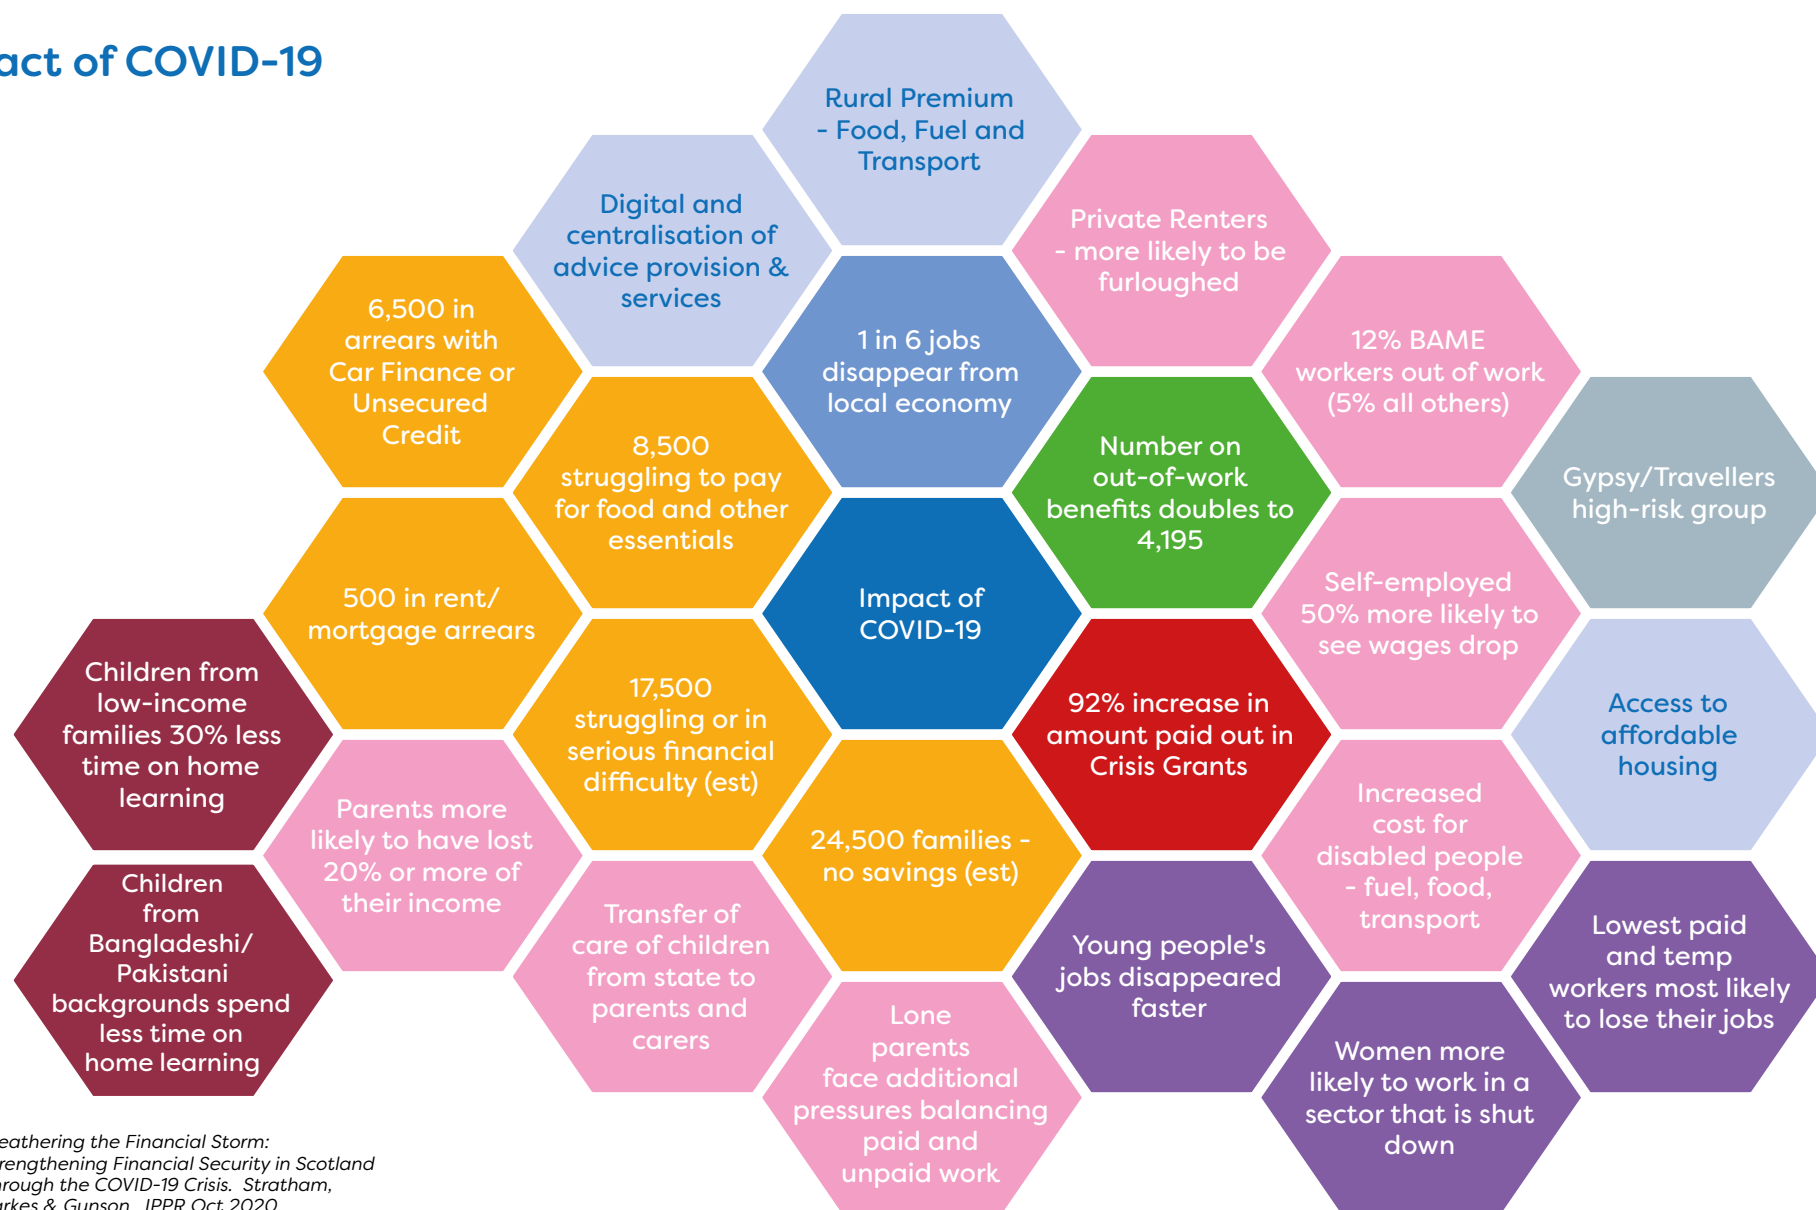 act of COVID-19
Rural Premium
- Food, Fuel and
Transport
Digital and
centralisation of
advice provision &
services
Private Renters
- more likely to be
furloughed
6,500 in
arrears with
Car Finance or
Unsecured
Credit
1 in 6 jobs
disappear from
local economy
12% BAME
workers out of work
(5% all others)
8,500
struggling to pay
for food and other
essentials
Number on
out-of-work
benefits doubles to
4,195
Gypsy/Travellers
high-risk group
500 in rent/
mortgage arrears
Impact of
COVID-19
Self-employed
50% more likely to
see wages drop
Children from
low-income
families 30% less
time on home
learning
17,500
struggling or in
serious financial
difficulty (est)
92% increase in
amount paid out in
Crisis Grants
Access to
affordable
housing
Parents more
likely to have lost
20% or more of
their income
24,500 families -
no savings (est)
Increased
cost for
disabled people
- fuel, food,
transport
Children
from
Bangladeshi/
Pakistani
backgrounds spend
less time on
home learning
Transfer of
care of children
from state to
parents and
carers
Young people's
jobs disappeared
faster
Lowest paid
and temp
workers most likely
to lose their jobs
Lone
parents
face additional
pressures balancing
paid and
unpaid work
Women more
likely to work in a
sector that is shut
down
eathering the Financial Storm:
trengthening Financial Security in Scotland
hrough the COVID-19 Crisis. Stratham,
arkes & Gunson. IPPR Oct 2020